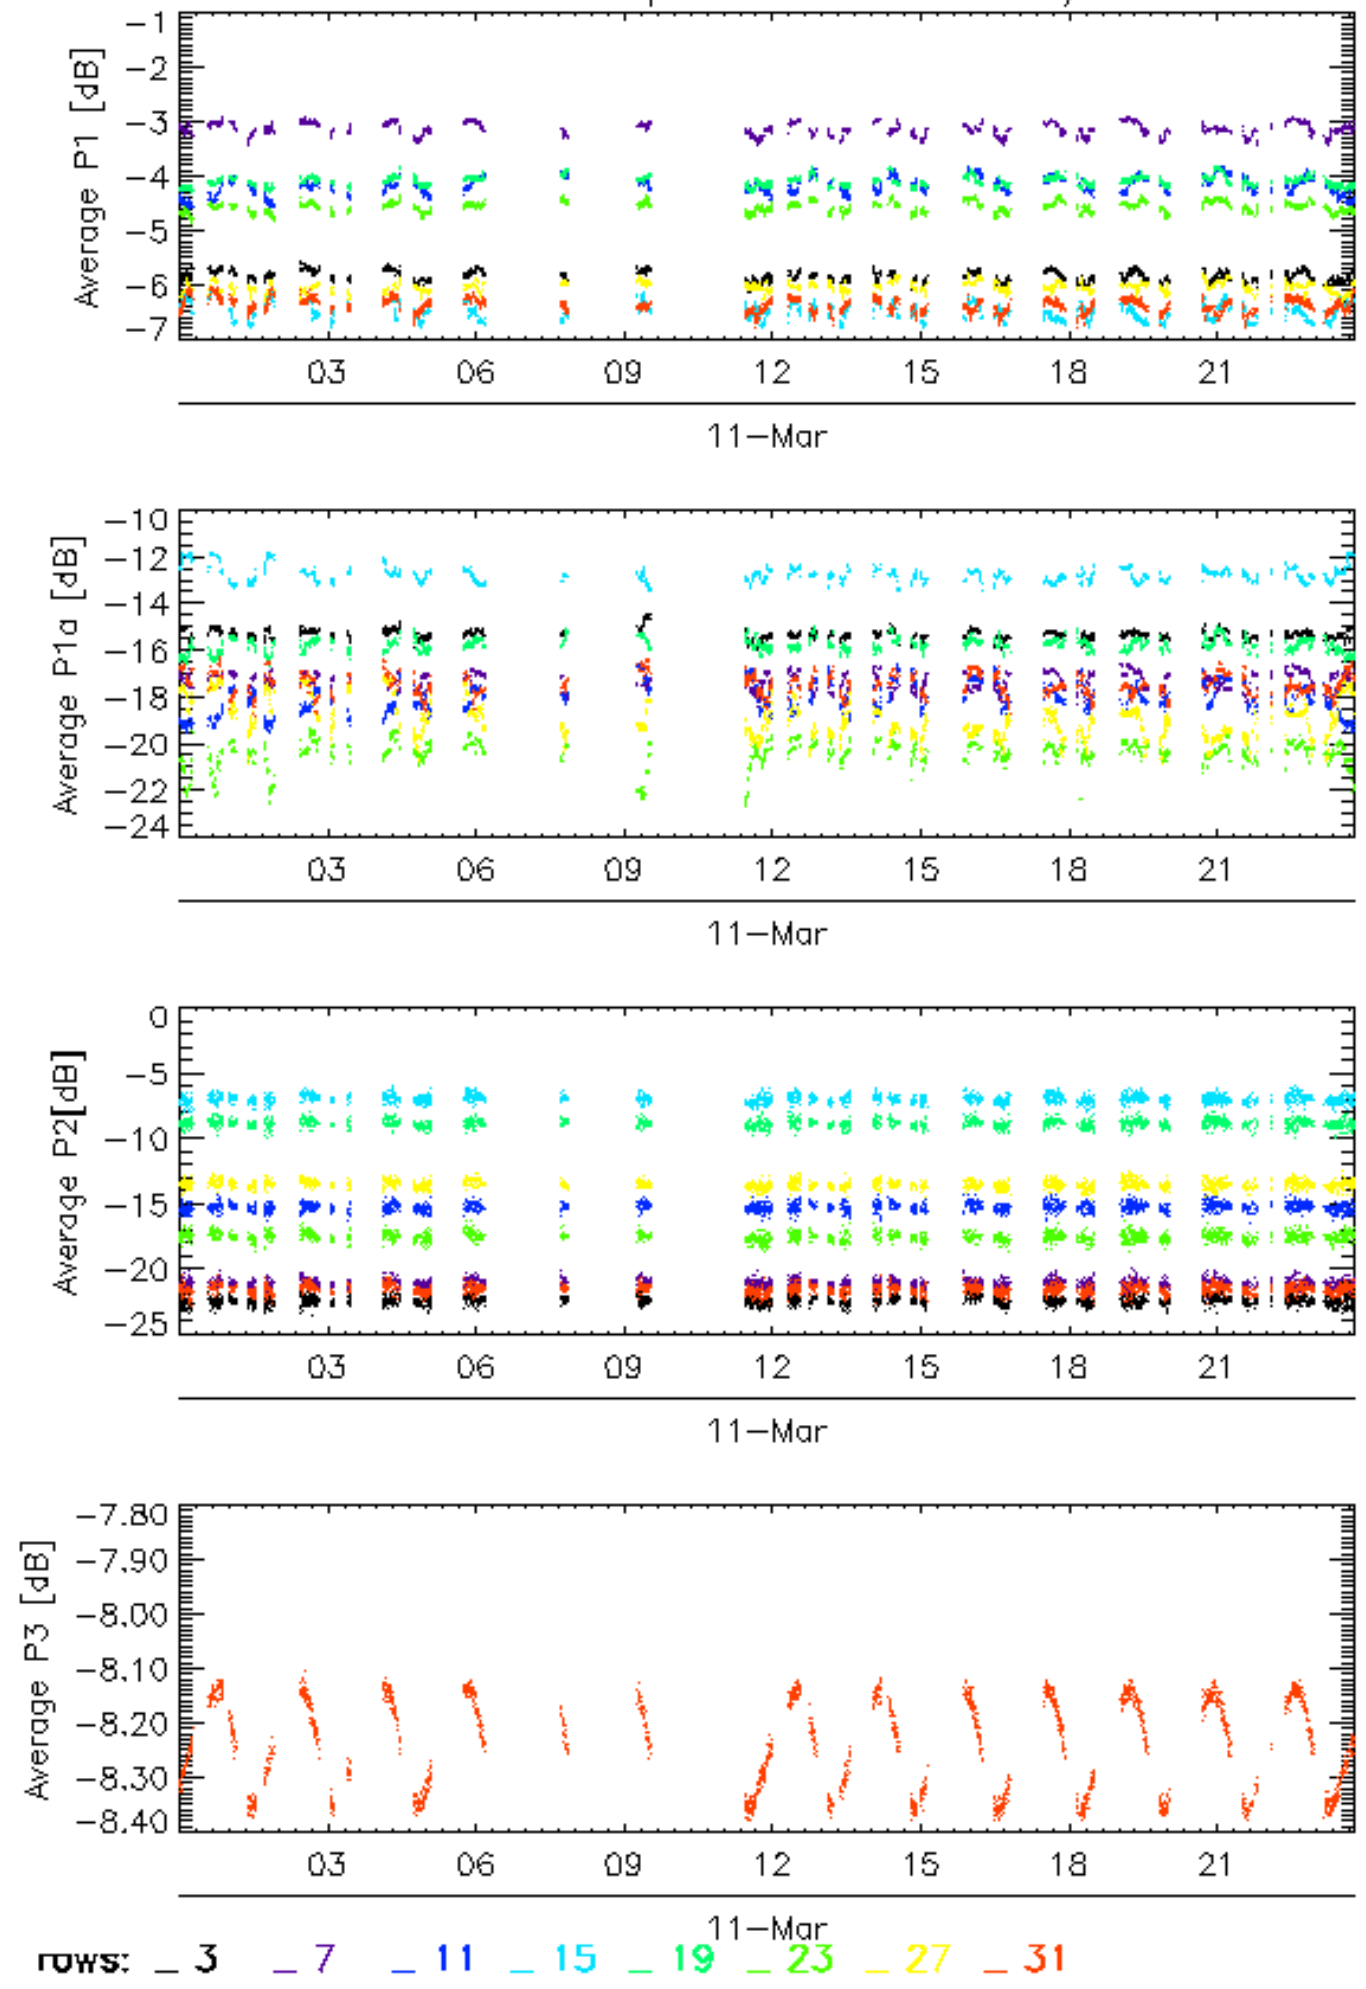 Average P1 [dB]
−1
−2
−3
−4
−5
−6
−7
03 06 09 12 15 18 21
11−Mar
Average P1a [dB]
−10
−12
−14
−16
−18
−20
−22
−24
03 06 09 12 15 18 21
11−Mar
Average P2[dB]
0
−5
−10
−15
−20
−25
03 06 09 12 15 18 21
11−Mar
Average P3 [dB]
−7.80
−7.90
−8.00
−8.10
−8.20
−8.30
−8.40
03 06 09 12 15 18 21
11−Mar
rows: _ 3 _ 7 _ 11 _ 15 _ 19 _ 23 _ 27 _ 31